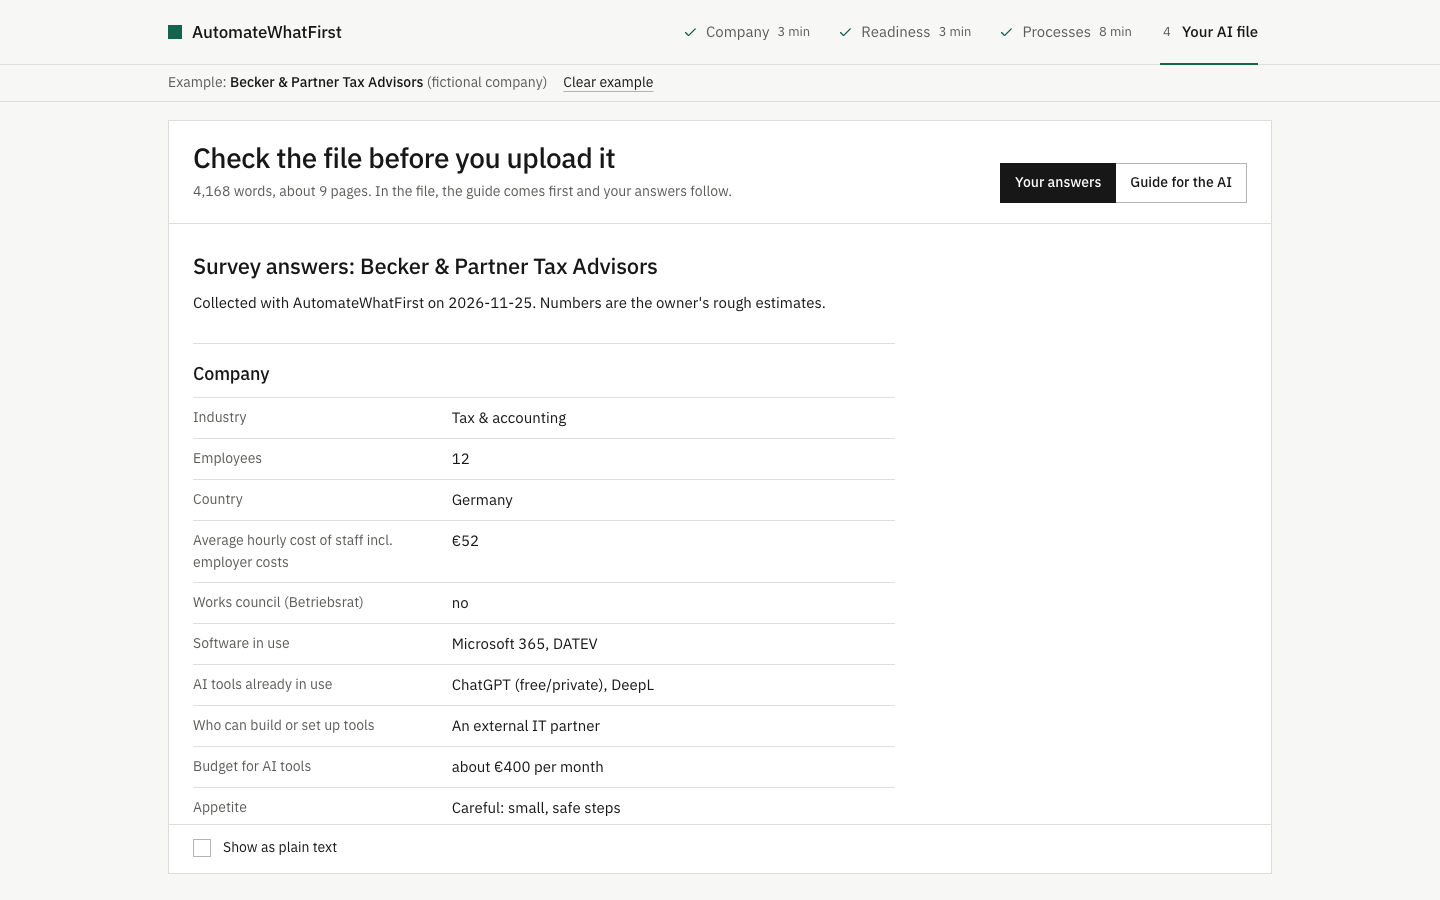 AutomateWhatFirst
Company 3 min
Readiness 3 min
Processes 8 min
4 Your AI file
Example: Becker & Partner Tax Advisors (fictional company) Clear example
Check the file before you upload it
4,168 words, about 9 pages. In the file, the guide comes first and your answers follow.
Your answers
Guide for the AI
Survey answers: Becker & Partner Tax Advisors
Collected with AutomateWhatFirst on 2026-11-25. Numbers are the owner's rough estimates.
Company
Industry Tax & accounting
Employees 12
Country Germany
Average hourly cost of staff incl. €52
employer costs
Works council (Betriebsrat) no
Software in use Microsoft 365, DATEV
AI tools already in use ChatGPT (free/private), DeepL
Who can build or set up tools An external IT partner
Budget for AI tools about €400 per month
Appetite Careful: small, safe steps
Show as plain text